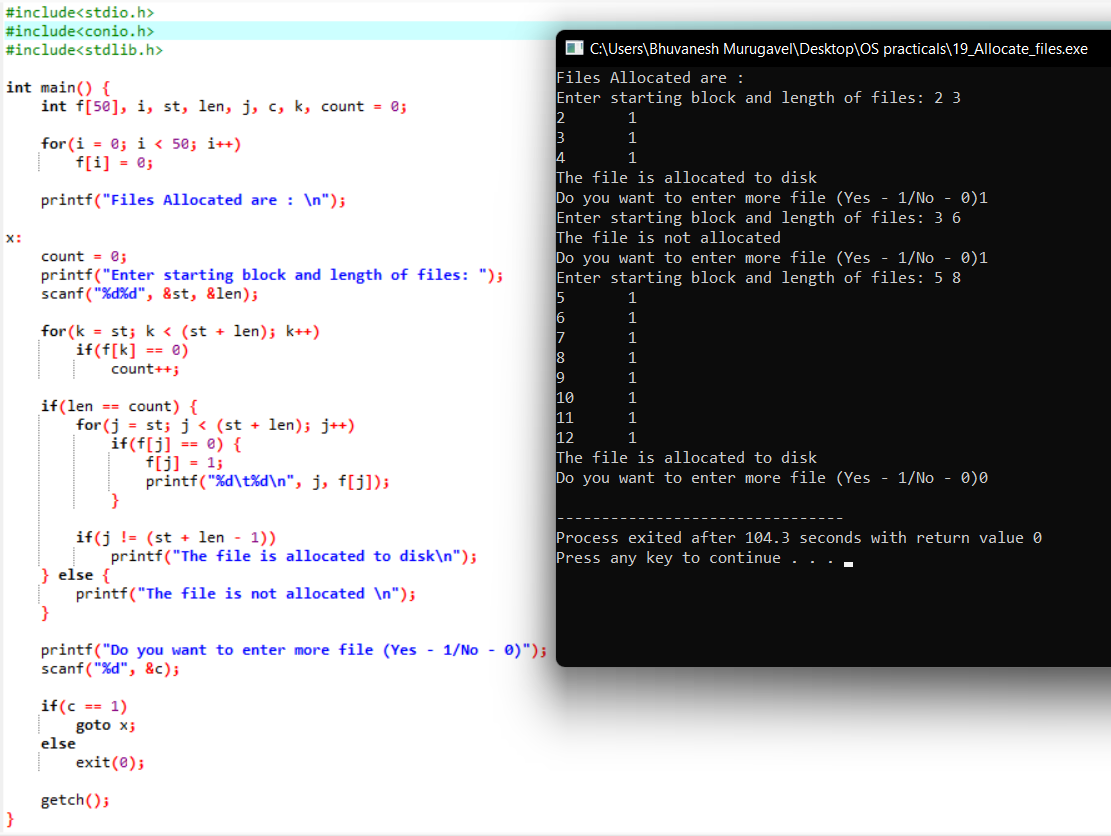 #include<stdio.h>
#include<conio.h>
#include<stdlib.h>
int main() {
    int f[50], i, st, len, j, c, k, count = 0;
    for(i = 0; i < 50; i++)
        f[i] = 0;
    printf("Files Allocated are : \n");
x:
    count = 0;
    printf("Enter starting block and length of files: ");
    scanf("%d%d", &st, &len);
    for(k = st; k < (st + len); k++)
        if(f[k] == 0)
            count++;
    if(len == count) {
        for(j = st; j < (st + len); j++)
            if(f[j] == 0) {
                f[j] = 1;
                printf("%d\t%d\n", j, f[j]);
            }
        if(j != (st + len - 1))
            printf("The file is allocated to disk\n");
    } else {
        printf("The file is not allocated \n");
    }
    printf("Do you want to enter more file (Yes - 1/No - 0)");
    scanf("%d", &c);
    if(c == 1)
        goto x;
    else
        exit(0);
    getch();
}
C:\Users\Bhuvanesh Murugavel\Desktop\OS practicals\19_Allocate_files.exe
Files Allocated are :
Enter starting block and length of files: 2 3
2       1
3       1
4       1
The file is allocated to disk
Do you want to enter more file (Yes - 1/No - 0)1
Enter starting block and length of files: 3 6
The file is not allocated
Do you want to enter more file (Yes - 1/No - 0)1
Enter starting block and length of files: 5 8
5       1
6       1
7       1
8       1
9       1
10      1
11      1
12      1
The file is allocated to disk
Do you want to enter more file (Yes - 1/No - 0)0
--------------------------------
Process exited after 104.3 seconds with return value 0
Press any key to continue . . .